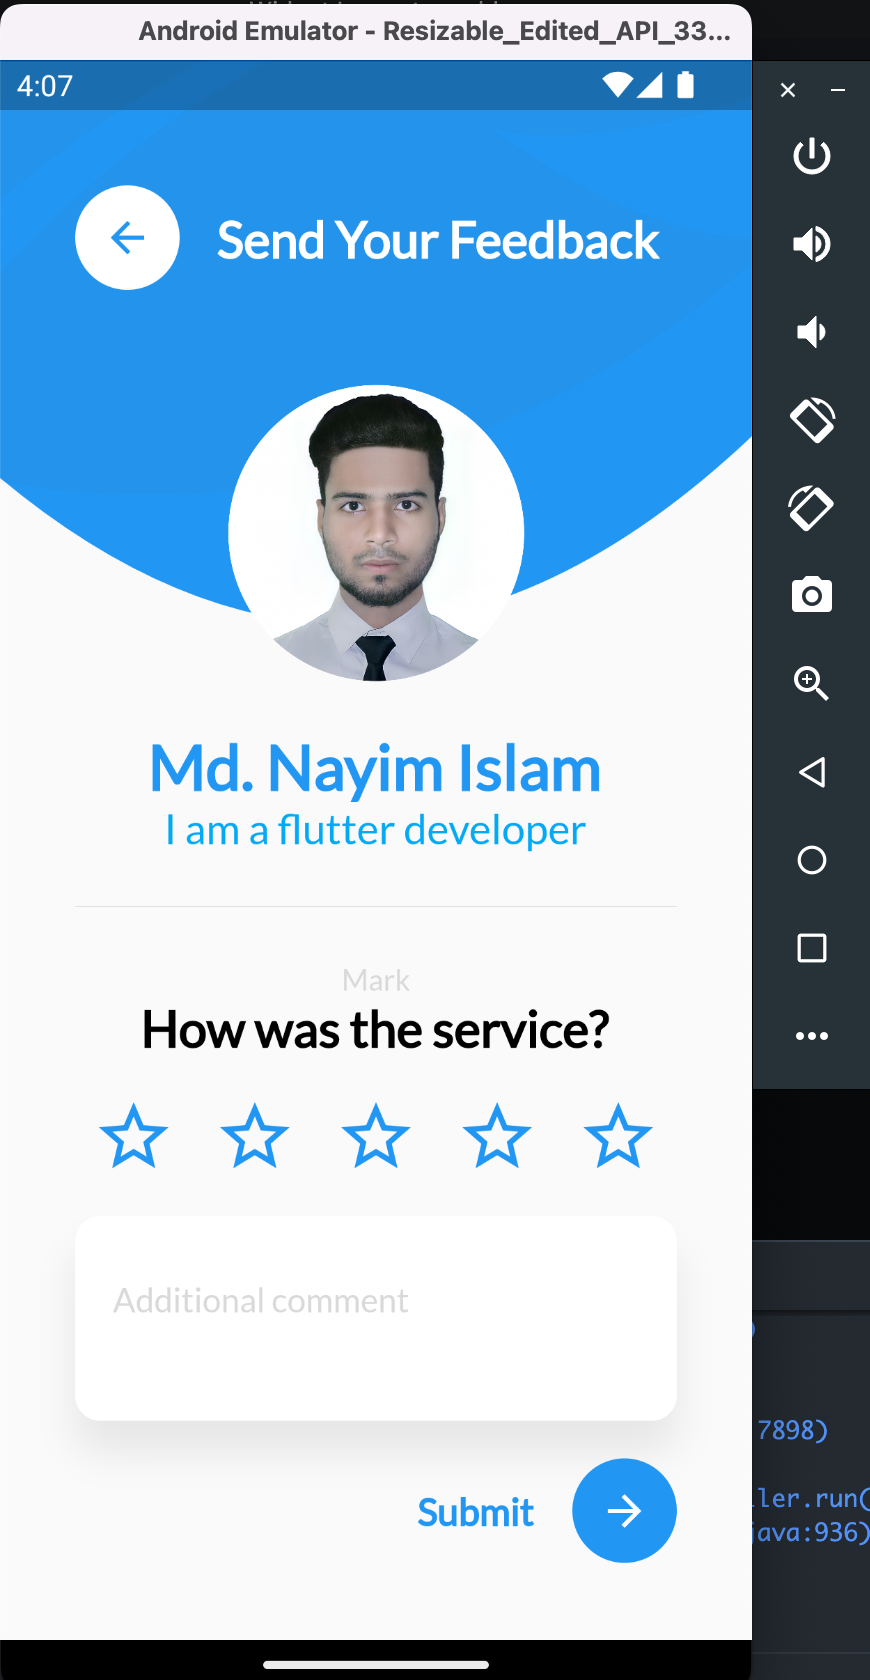 Android Emulator - Resizable_Edited_API_33...
4:07
Send Your Feedback
Md. Nayim Islam
I am a flutter developer
Mark
How was the service?
Additional comment
Submit
7898)
ler.run(
java:936)